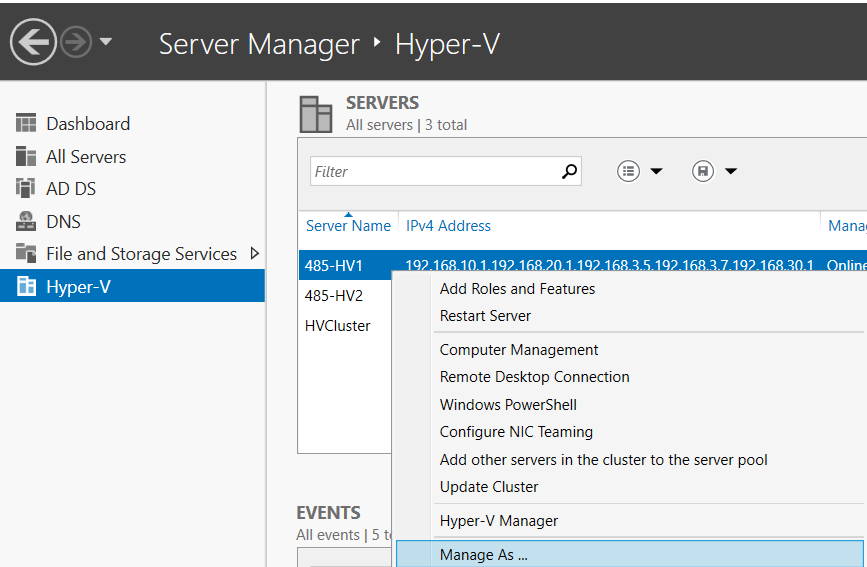 Server Manager ‣ Hyper-V
Dashboard
All Servers
AD DS
DNS
File and Storage Services
Hyper-V
SERVERS
All servers | 3 total
Filter
Server Name IPv4 Address
485-HV1 192.168.10.1,192.168.20.1,192.168.3.5,192.168.3.7,192.168.30.1 Online
485-HV2
HVCluster
Add Roles and Features
Restart Server
Computer Management
Remote Desktop Connection
Windows PowerShell
Configure NIC Teaming
Add other servers in the cluster to the server pool
Update Cluster
Hyper-V Manager
Manage As ...
EVENTS
All events | 5